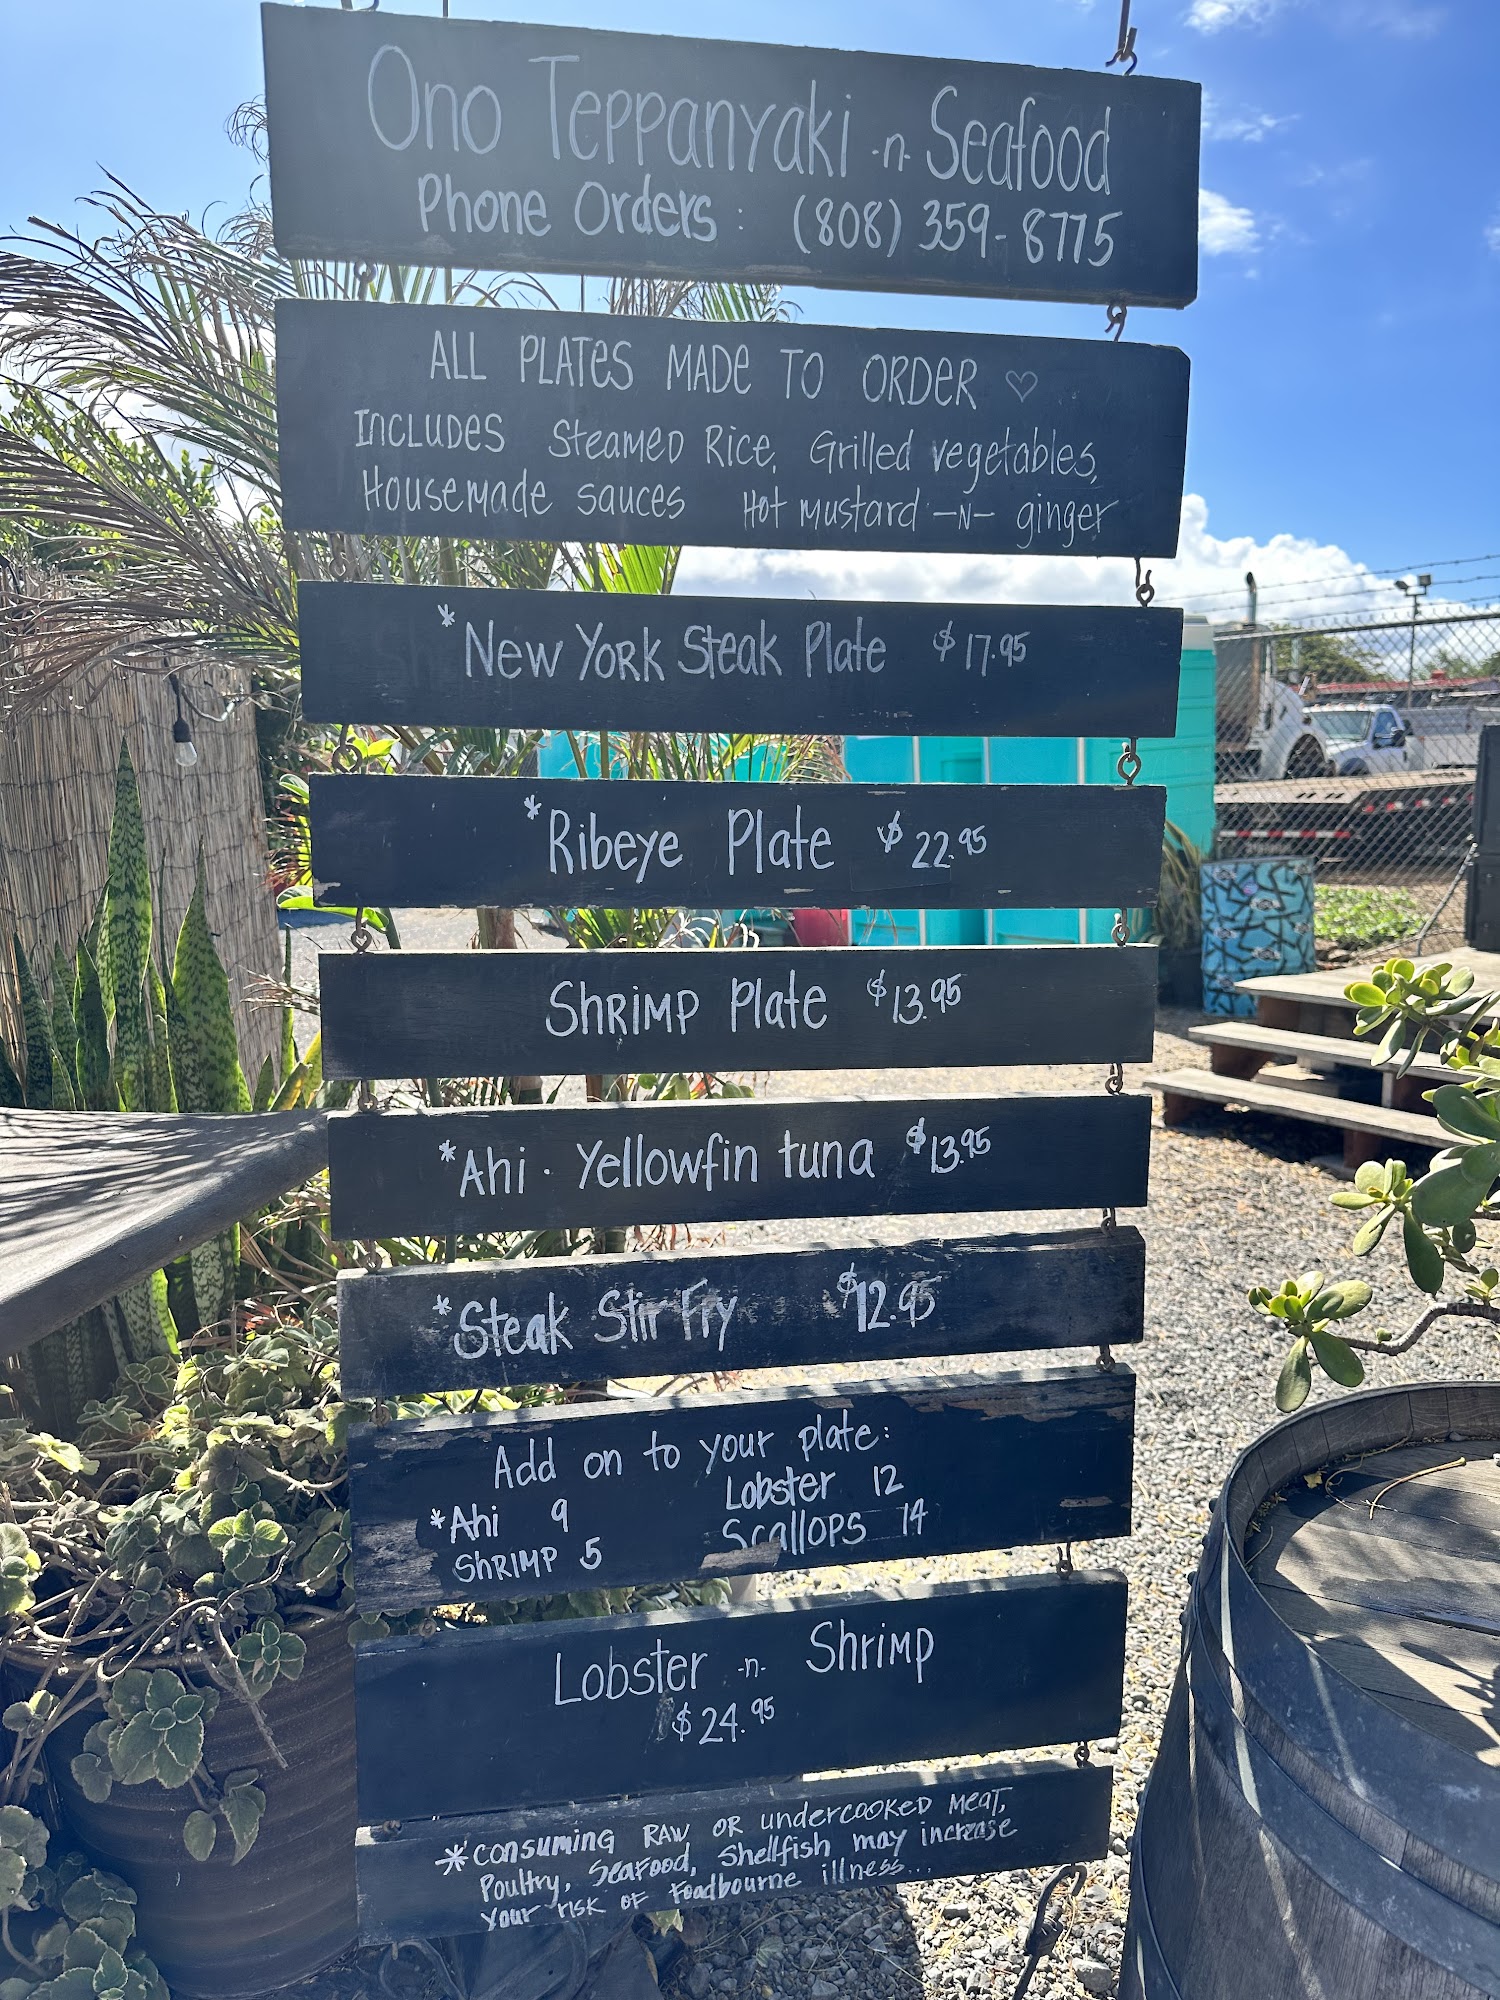 Ono Teppanyaki -n- Seafood
Phone Orders: (808) 359-8775
ALL PLATES MADE TO ORDER ♡
INCLUDES Steamed Rice, Grilled vegetables,
Housemade sauces Hot mustard -N- ginger
*New York Steak Plate $17.95
*Ribeye Plate $22.95
Shrimp Plate $13.95
*Ahi · Yellowfin tuna $13.95
*Steak Stir Fry $12.95
Add on to your plate:
*Ahi 9 Lobster 12
Shrimp 5 Scallops 14
Lobster -n- Shrimp
$24.95
*Consuming RAW OR undercooked meat,
Poultry, Seafood, Shellfish may increase
your risk of foodbourne illness...